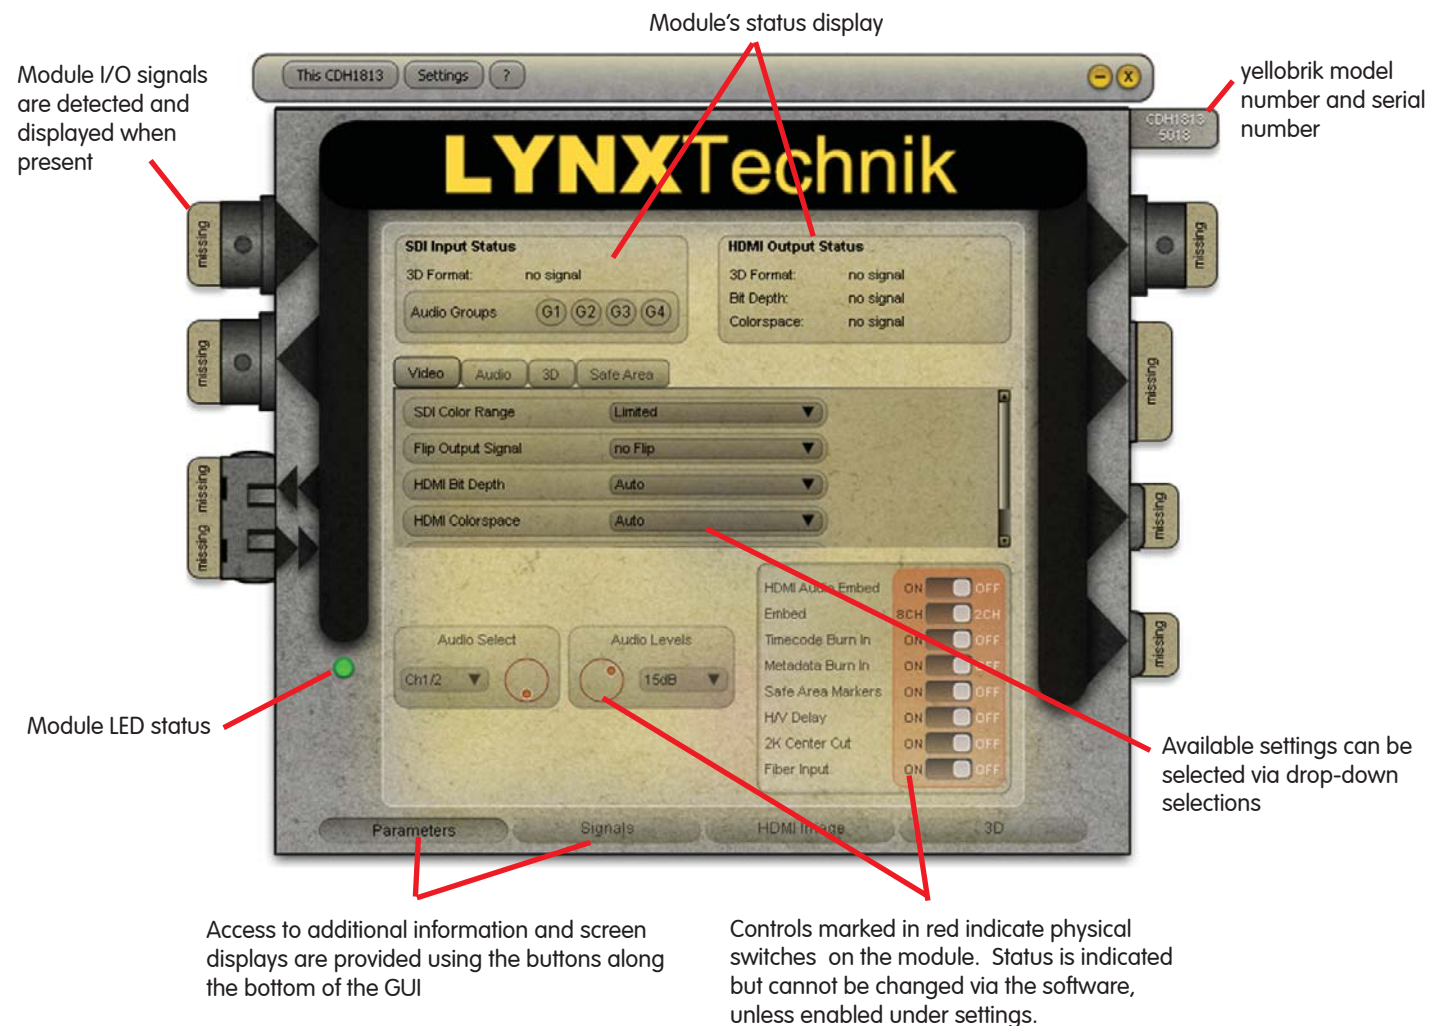 Module's status display
Module I/O signals
are detected and
displayed when
present
This CDH1813
Settings
?
X
yellobrik model
number and serial
number
CDH1813
5018
LYNXTechnik
missing
missing
missing
missing
SDI Input Status
3D Format: no signal
Audio Groups G1 G2 G3 G4
HDMI Output Status
3D Format: no signal
Bit Depth: no signal
Colorspace: no signal
missing
missing
missing
missing
Video Audio 3D Safe Area
SDI Color Range Limited
Flip Output Signal no Flip
HDMI Bit Depth Auto
HDMI Colorspace Auto
HDMI Audio Embed ON OFF
Embed 8CH 2CH
Timecode Burn In ON OFF
Metadata Burn In ON OFF
Safe Area Markers ON OFF
H/V Delay ON OFF
2K Center Cut ON OFF
Fiber Input ON OFF
Audio Select
Ch1/2
Audio Levels
15dB
Module LED status
Available settings can be
selected via drop-down
selections
Parameters Signals HDMI Image 3D
Access to additional information and screen
displays are provided using the buttons along
the bottom of the GUI
Controls marked in red indicate physical
switches on the module. Status is indicated
but cannot be changed via the software,
unless enabled under settings.